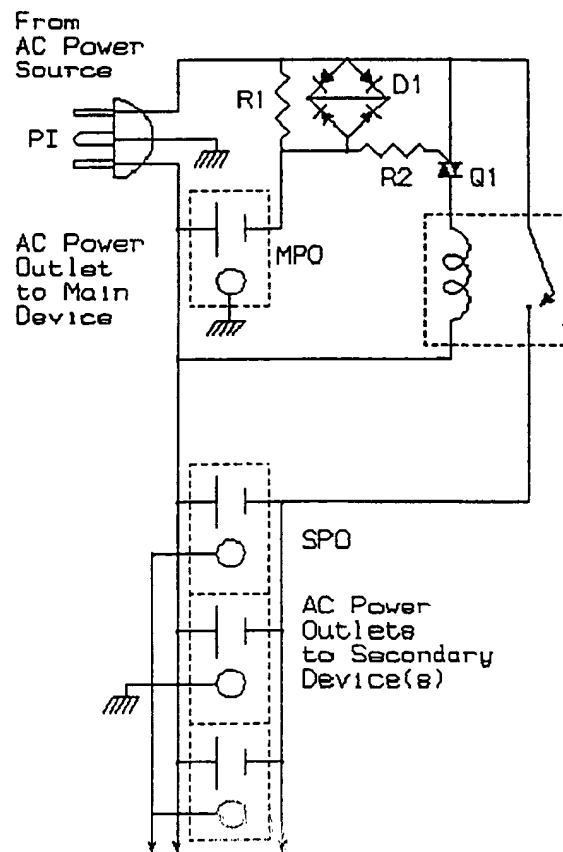 From
AC Power
Source
PI
R1
D1
R2
Q1
AC Power
Outlet
to Main
Device
MPO
SPO
AC Power
Outlets
to Secondary
Device(s)